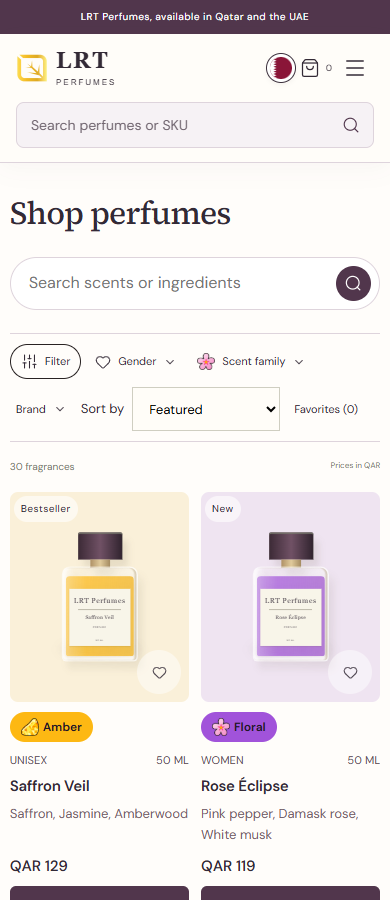 LRT Perfumes, available in Qatar and the UAE
LRT
PERFUMES
0
Search perfumes or SKU
Shop perfumes
Search scents or ingredients
Filter
Gender
Scent family
Brand
Sort by
Featured
Favorites (0)
30 fragrances
Prices in QAR
Bestseller
New
LRT Perfumes
Saffron Veil
LRT Perfumes
Rose Éclipse
Amber
Floral
UNISEX
50 ML
WOMEN
50 ML
Saffron Veil
Rose Éclipse
Saffron, Jasmine, Amberwood
Pink pepper, Damask rose,
White musk
QAR 129
QAR 119